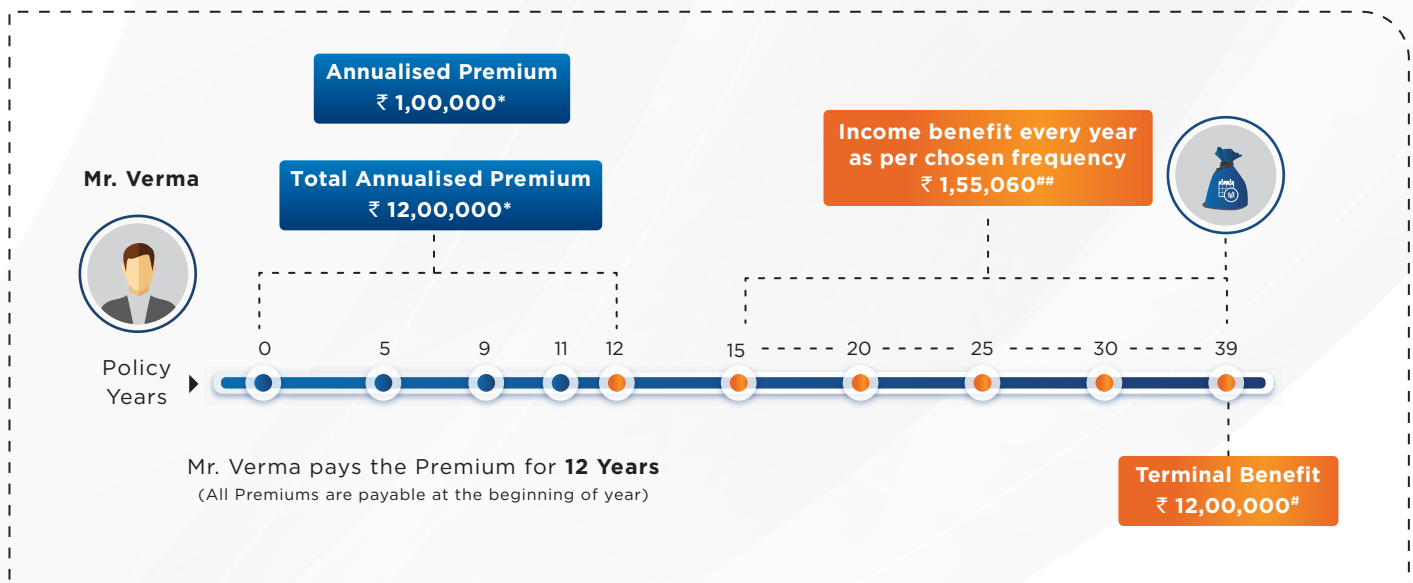 Annualised Premium
₹ 1,00,000*
Total Annualised Premium
₹ 12,00,000*
Income benefit every year
as per chosen frequency
₹ 1,55,060##
Mr. Verma
Policy
Years
0 5 9 11 12 15 20 25 30 39
Mr. Verma pays the Premium for 12 Years
(All Premiums are payable at the beginning of year)
Terminal Benefit
₹ 12,00,000#